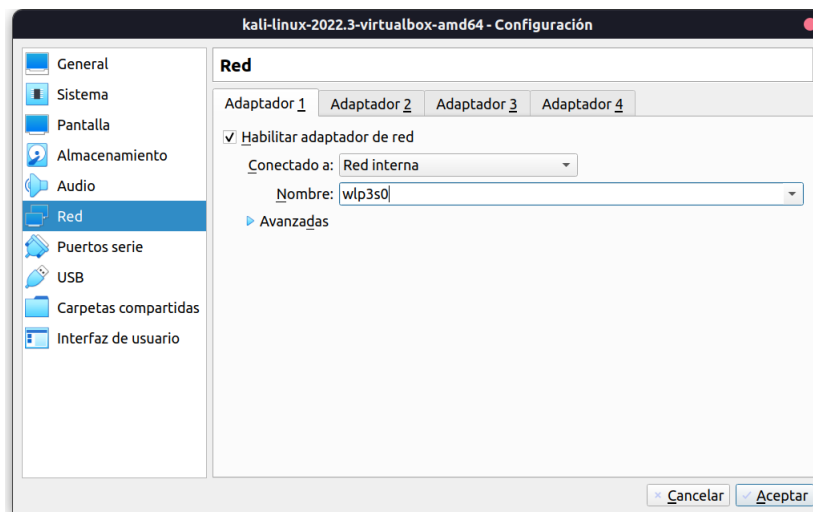 kali-linux-2022.3-virtualbox-amd64 - Configuración
General
Sistema
Pantalla
Almacenamiento
Audio
Red
Puertos serie
USB
Carpetas compartidas
Interfaz de usuario
Red
Adaptador 1 Adaptador 2 Adaptador 3 Adaptador 4
Habilitar adaptador de red
Conectado a: Red interna
Nombre: wlp3s0
Avanzadas
Cancelar Aceptar